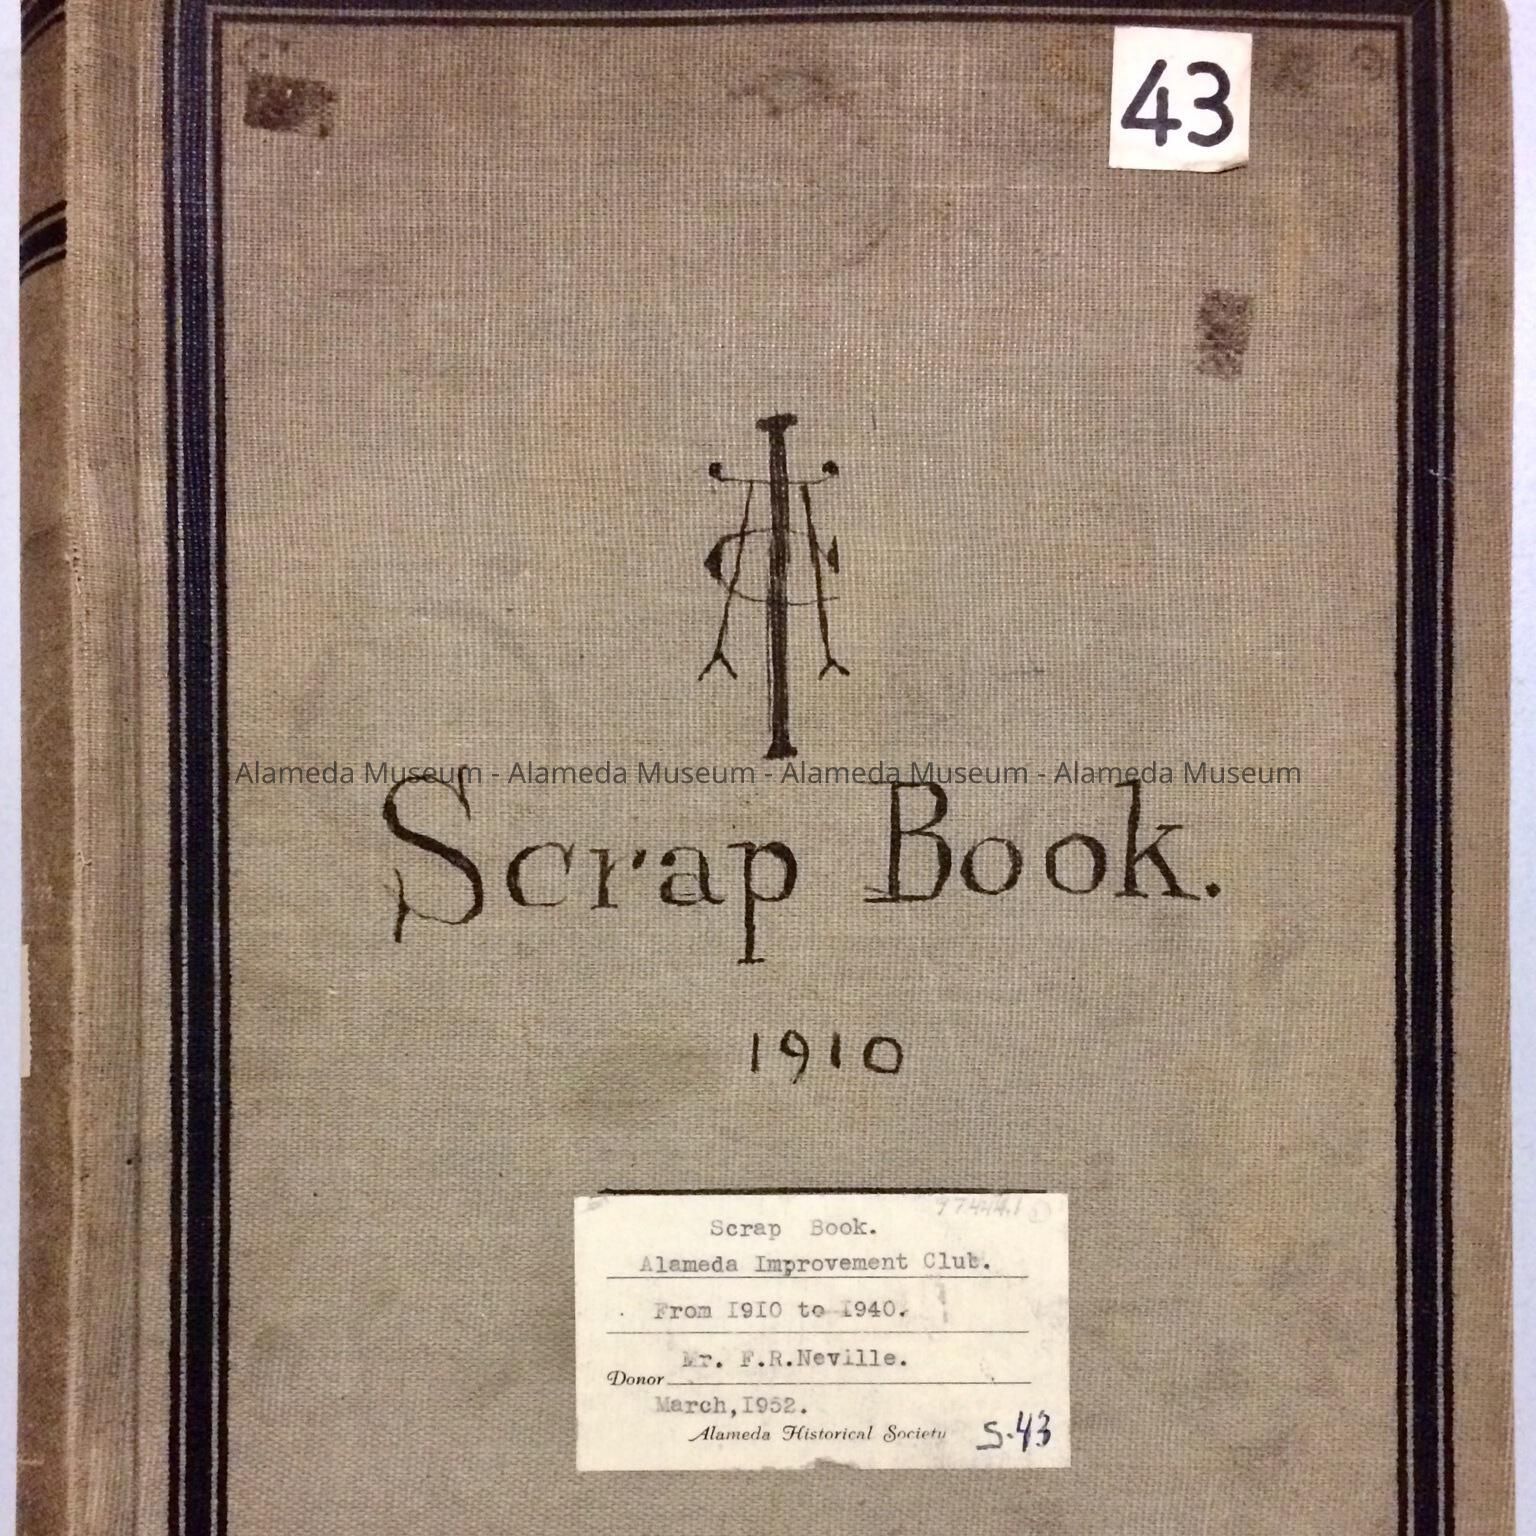 43
AIC
Alameda Museum - Alameda Museum - Alameda Museum - Alameda Museum
Scrap Book.
1910
Scrap Book.
Alameda Improvement Club.
From 1910 to 1940.
Mr. F.R.Neville.
Donor
March,1952.
Alameda Historical Society
S-43